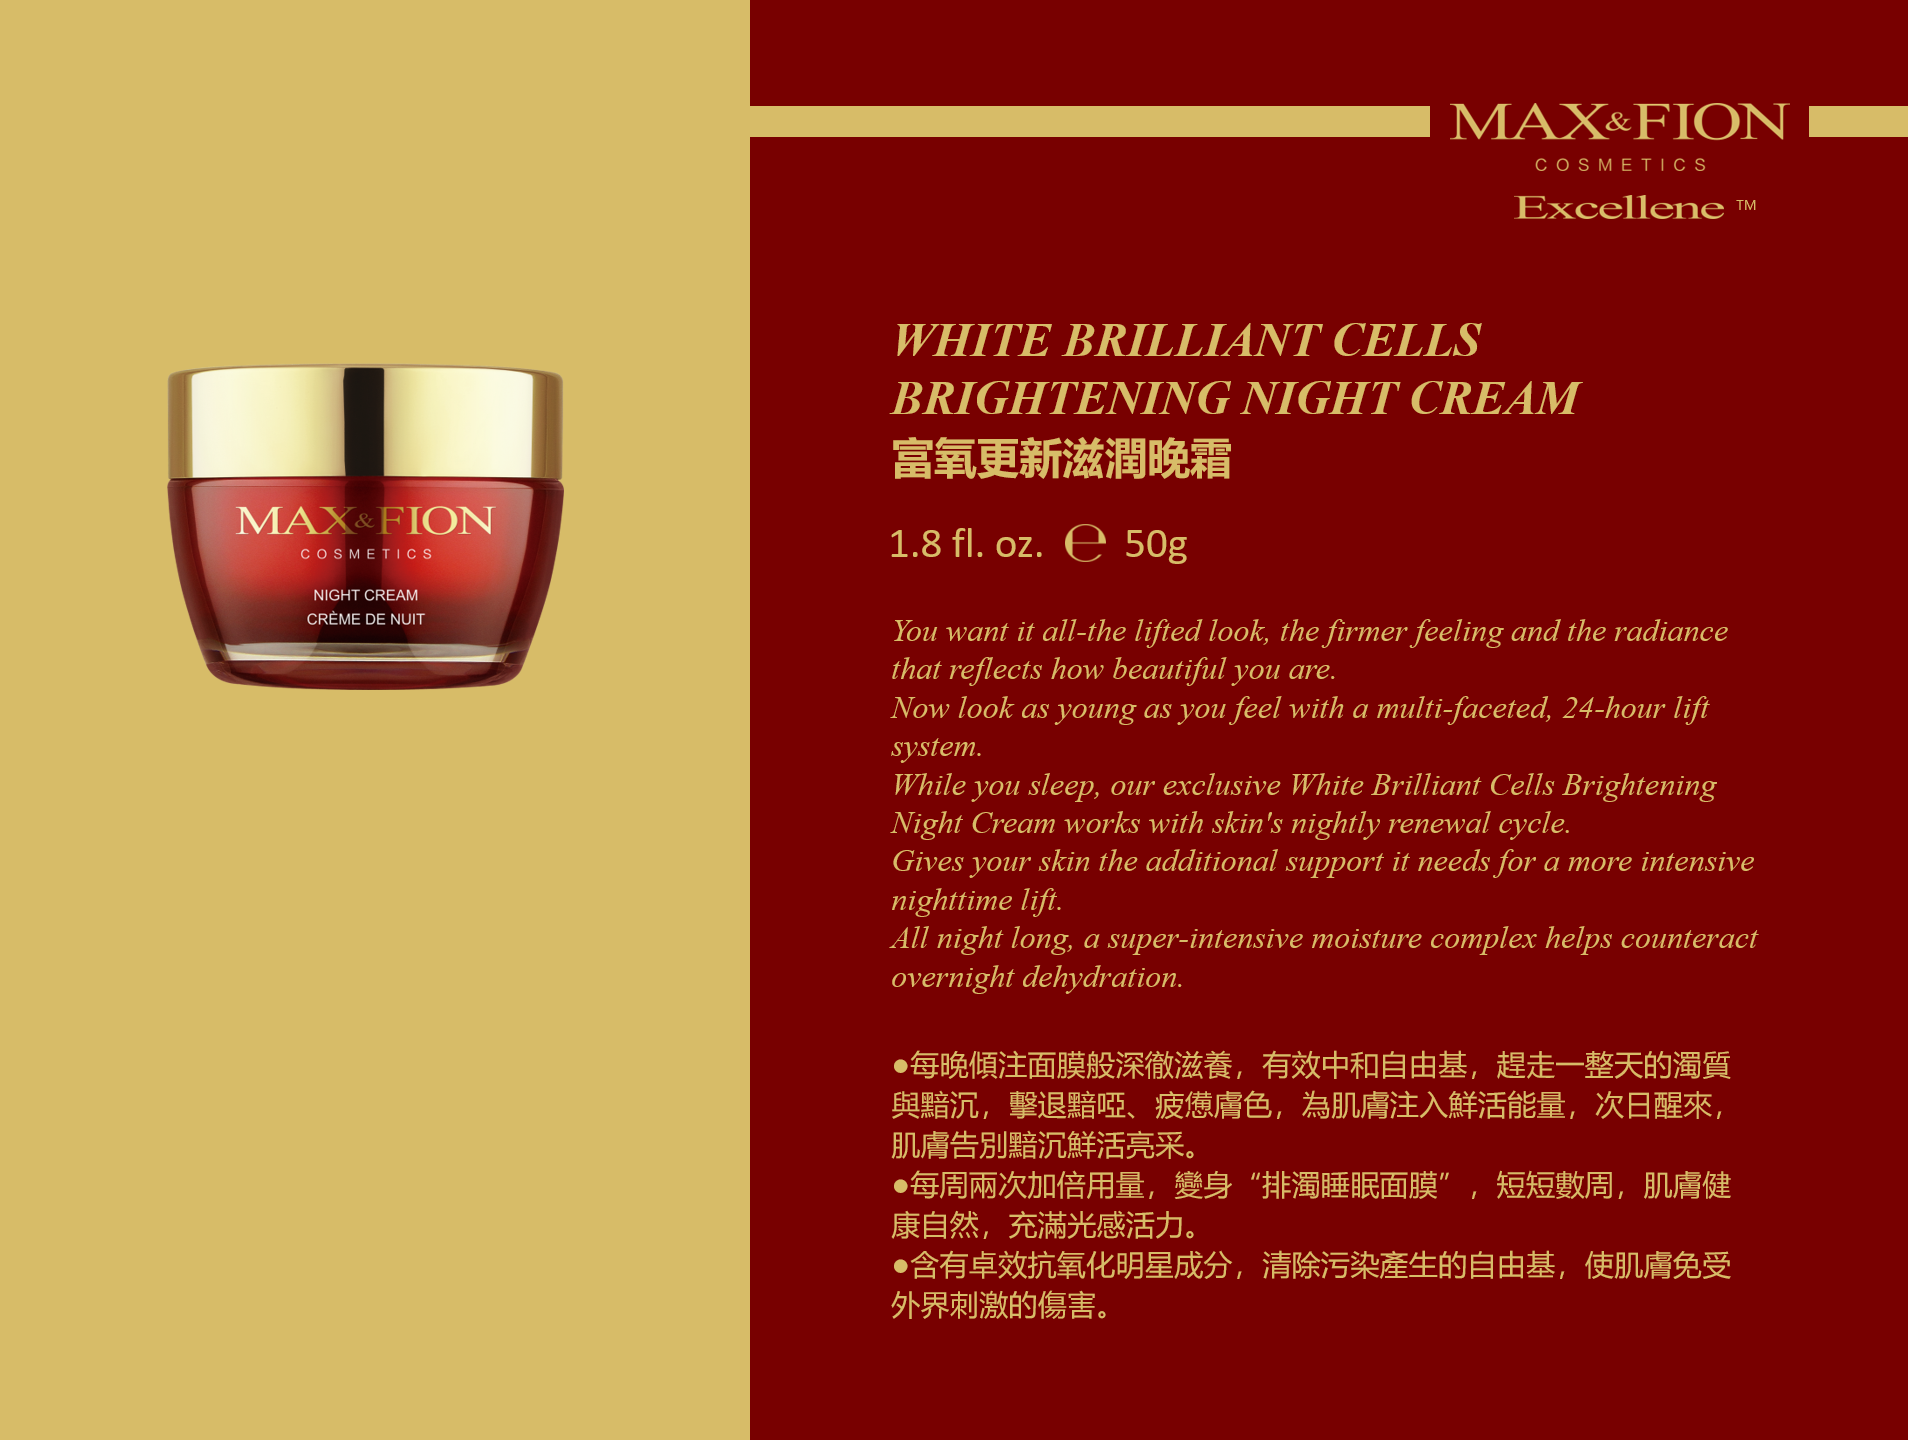 MAX&FION
COSMETICS
Excellene ™
MAX&FION
COSMETICS
NIGHT CREAM
CRÈME DE NUIT
WHITE BRILLIANT CELLS
BRIGHTENING NIGHT CREAM
富氧更新滋潤晚霜
1.8 fl. oz. ℮ 50g
You want it all-the lifted look, the firmer feeling and the radiance
that reflects how beautiful you are.
Now look as young as you feel with a multi-faceted, 24-hour lift
system.
While you sleep, our exclusive White Brilliant Cells Brightening
Night Cream works with skin's nightly renewal cycle.
Gives your skin the additional support it needs for a more intensive
nighttime lift.
All night long, a super-intensive moisture complex helps counteract
overnight dehydration.
●每晚傾注面膜般深徹滋養，有效中和自由基，趕走一整天的濁質
與黯沉，擊退黯啞、疲憊膚色，為肌膚注入鮮活能量，次日醒來，
肌膚告別黯沉鮮活亮采。
●每周兩次加倍用量，變身“排濁睡眠面膜”，短短數周，肌膚健
康自然，充滿光感活力。
●含有卓效抗氧化明星成分，清除污染產生的自由基，使肌膚免受
外界刺激的傷害。